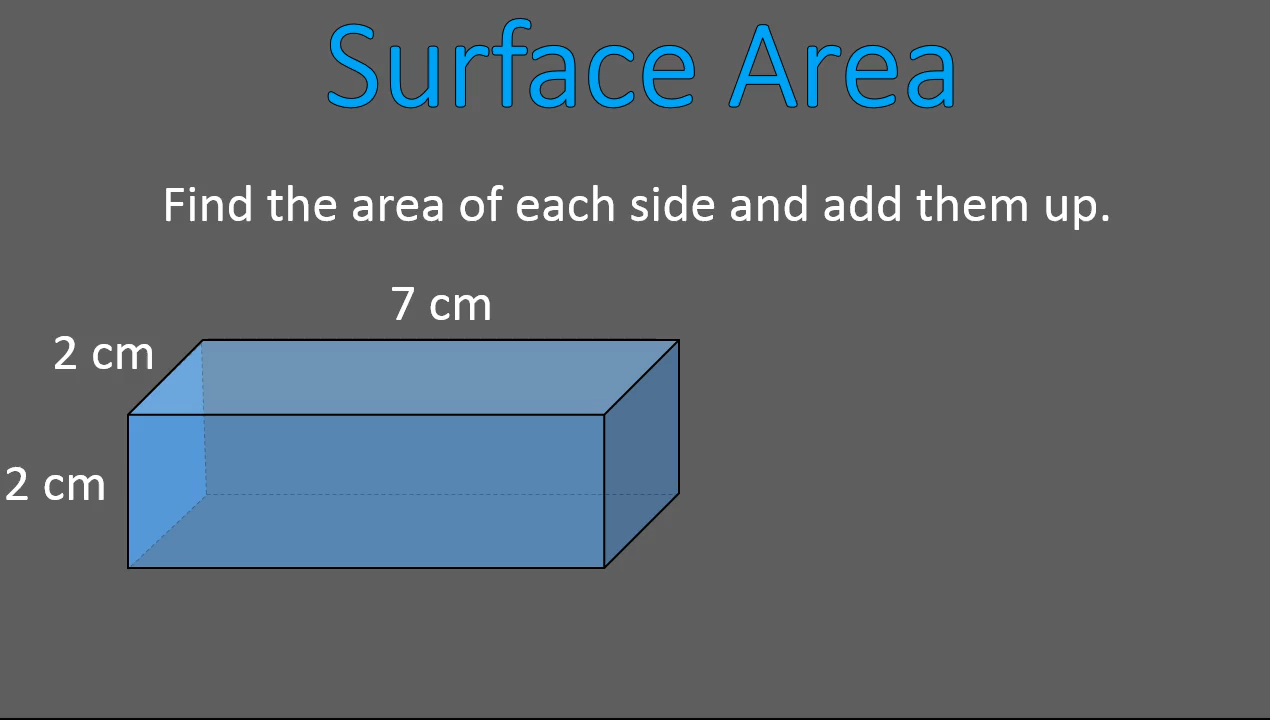 Surface Area
Find the area of each side and add them up.
7 cm
2 cm
2 cm